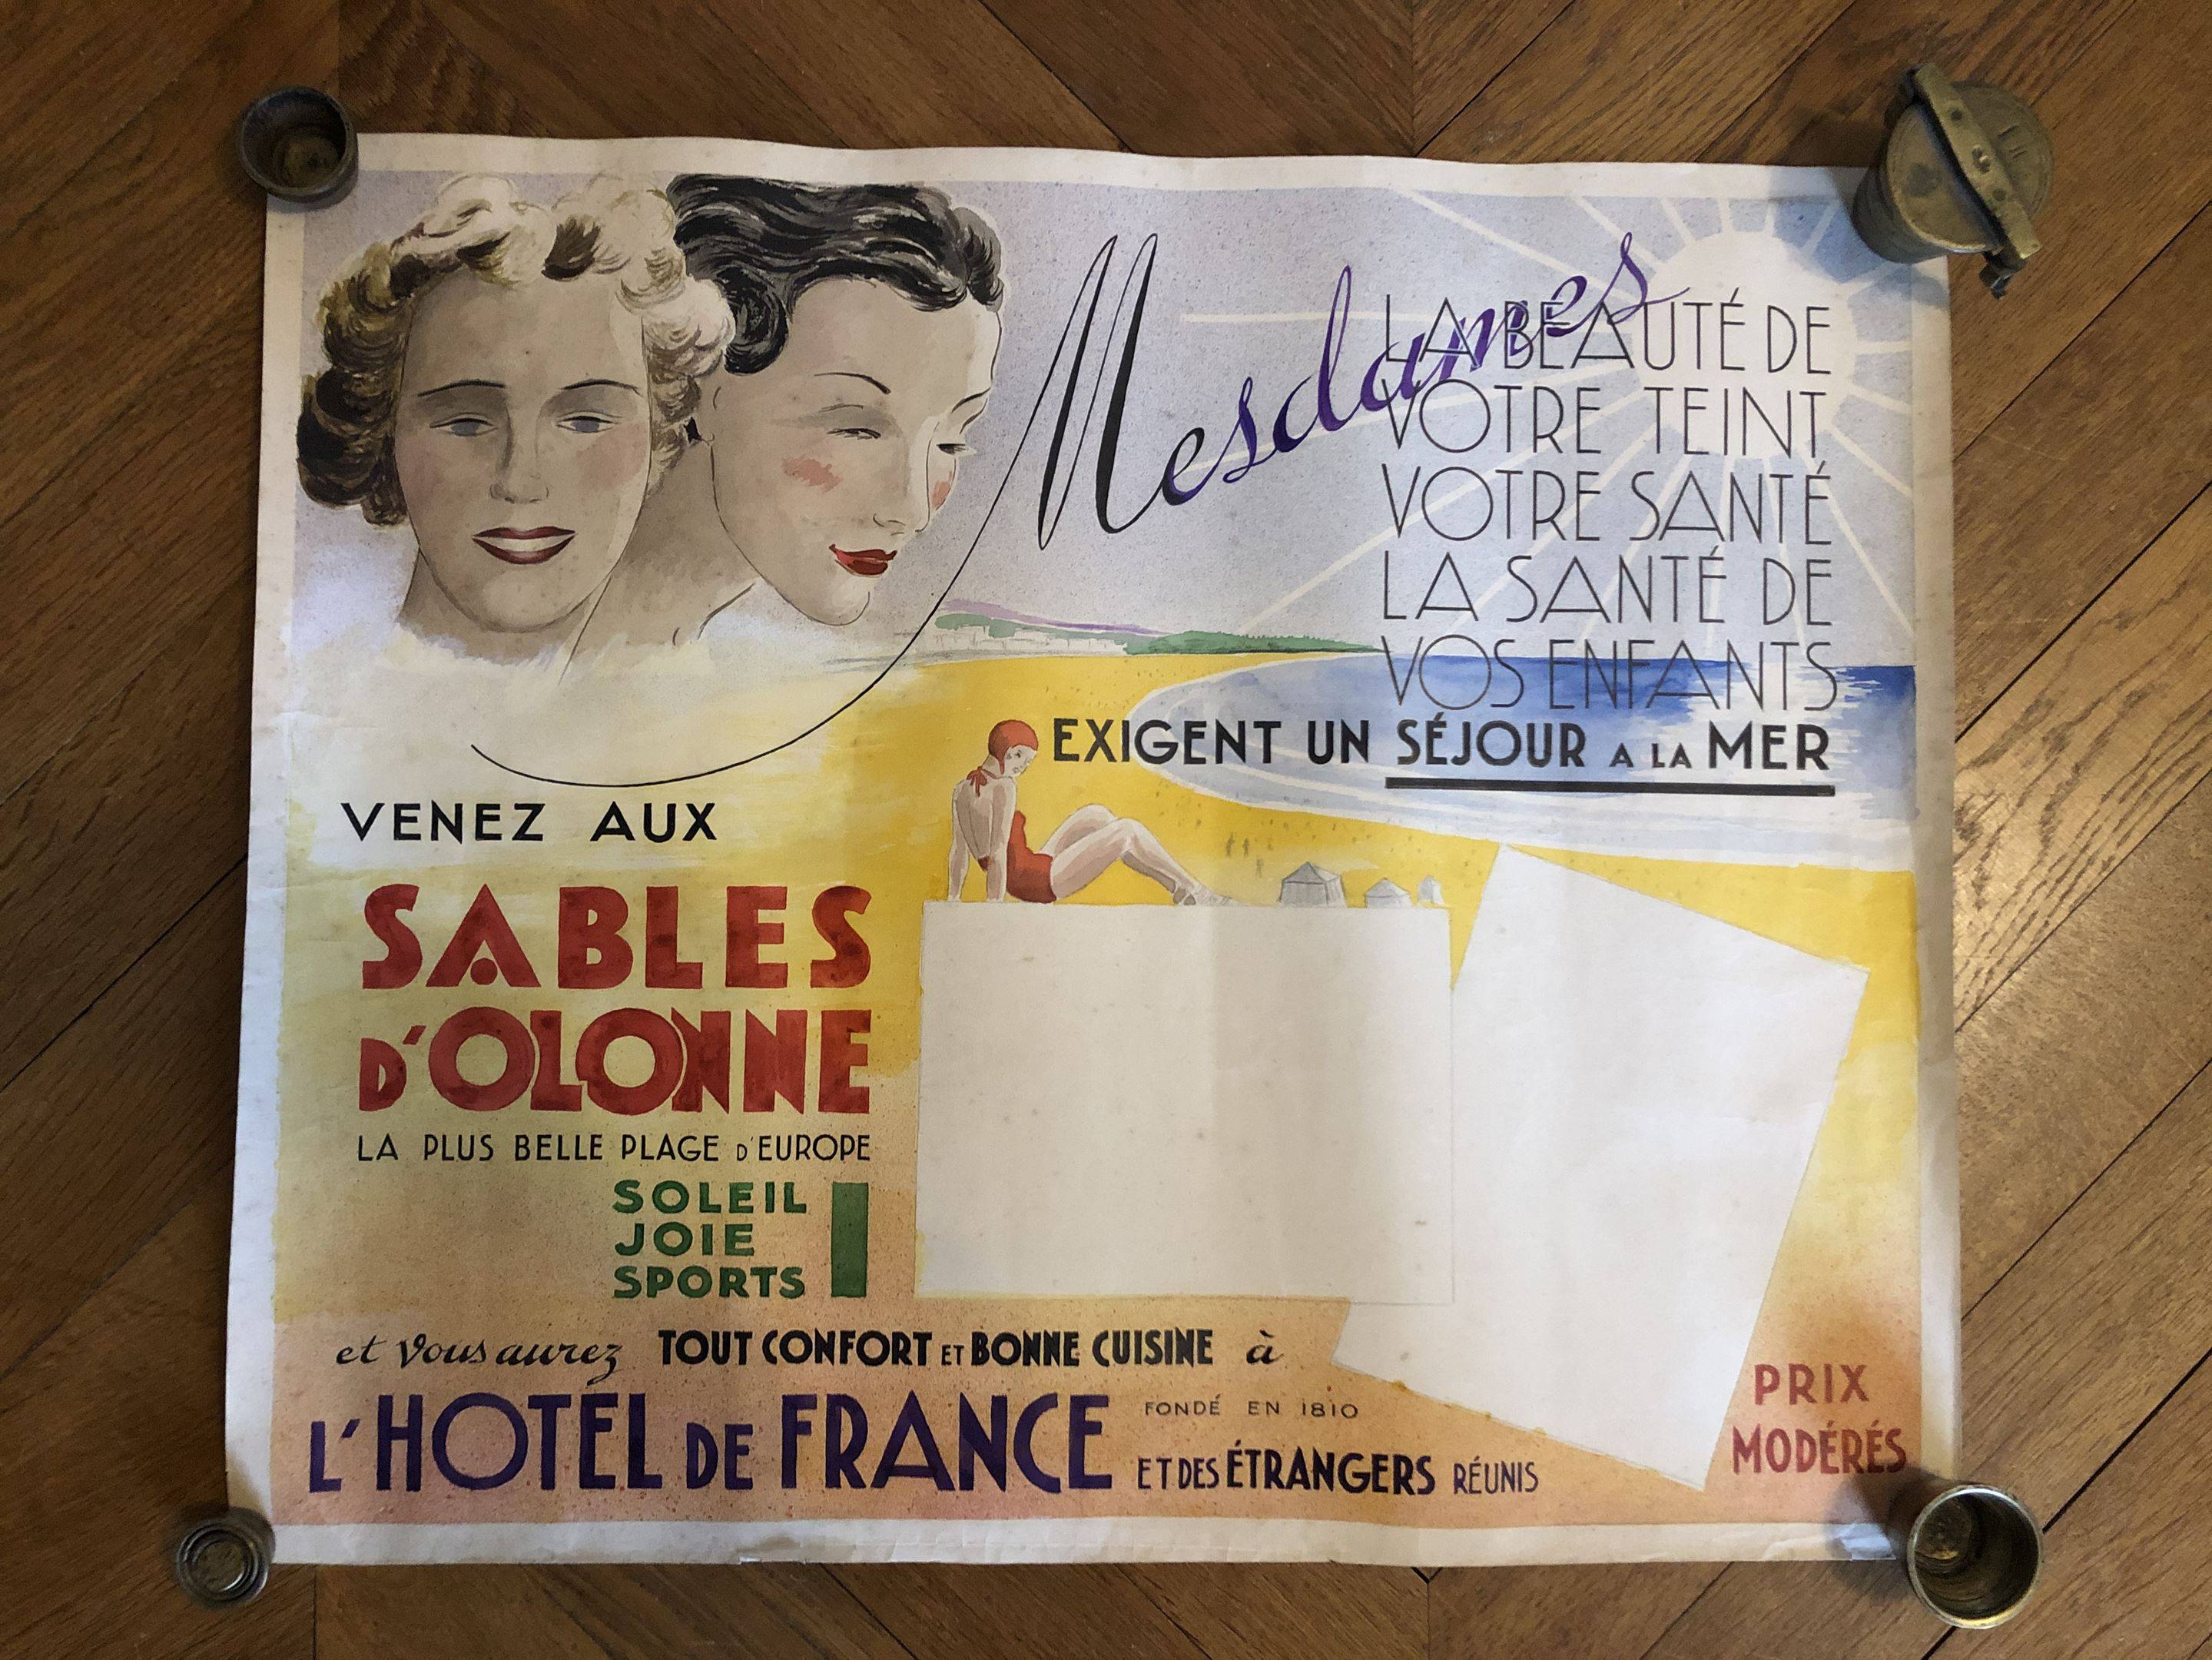 Mesdames
LA BEAUTÉ DE
VOTRE TEINT
VOTRE SANTÉ
LA SANTÉ DE
VOS ENFANTS
EXIGENT UN SÉJOUR A LA MER
VENEZ AUX
SABLES
D'OLONNE
LA PLUS BELLE PLAGE D'EUROPE
SOLEIL
JOIE
SPORTS
et vous aurez TOUT CONFORT ET BONNE CUISINE à
L'HOTEL DE FRANCE
FONDÉ EN 1810
ET DES ÉTRANGERS RÉUNIS
PRIX
MODÉRÉS